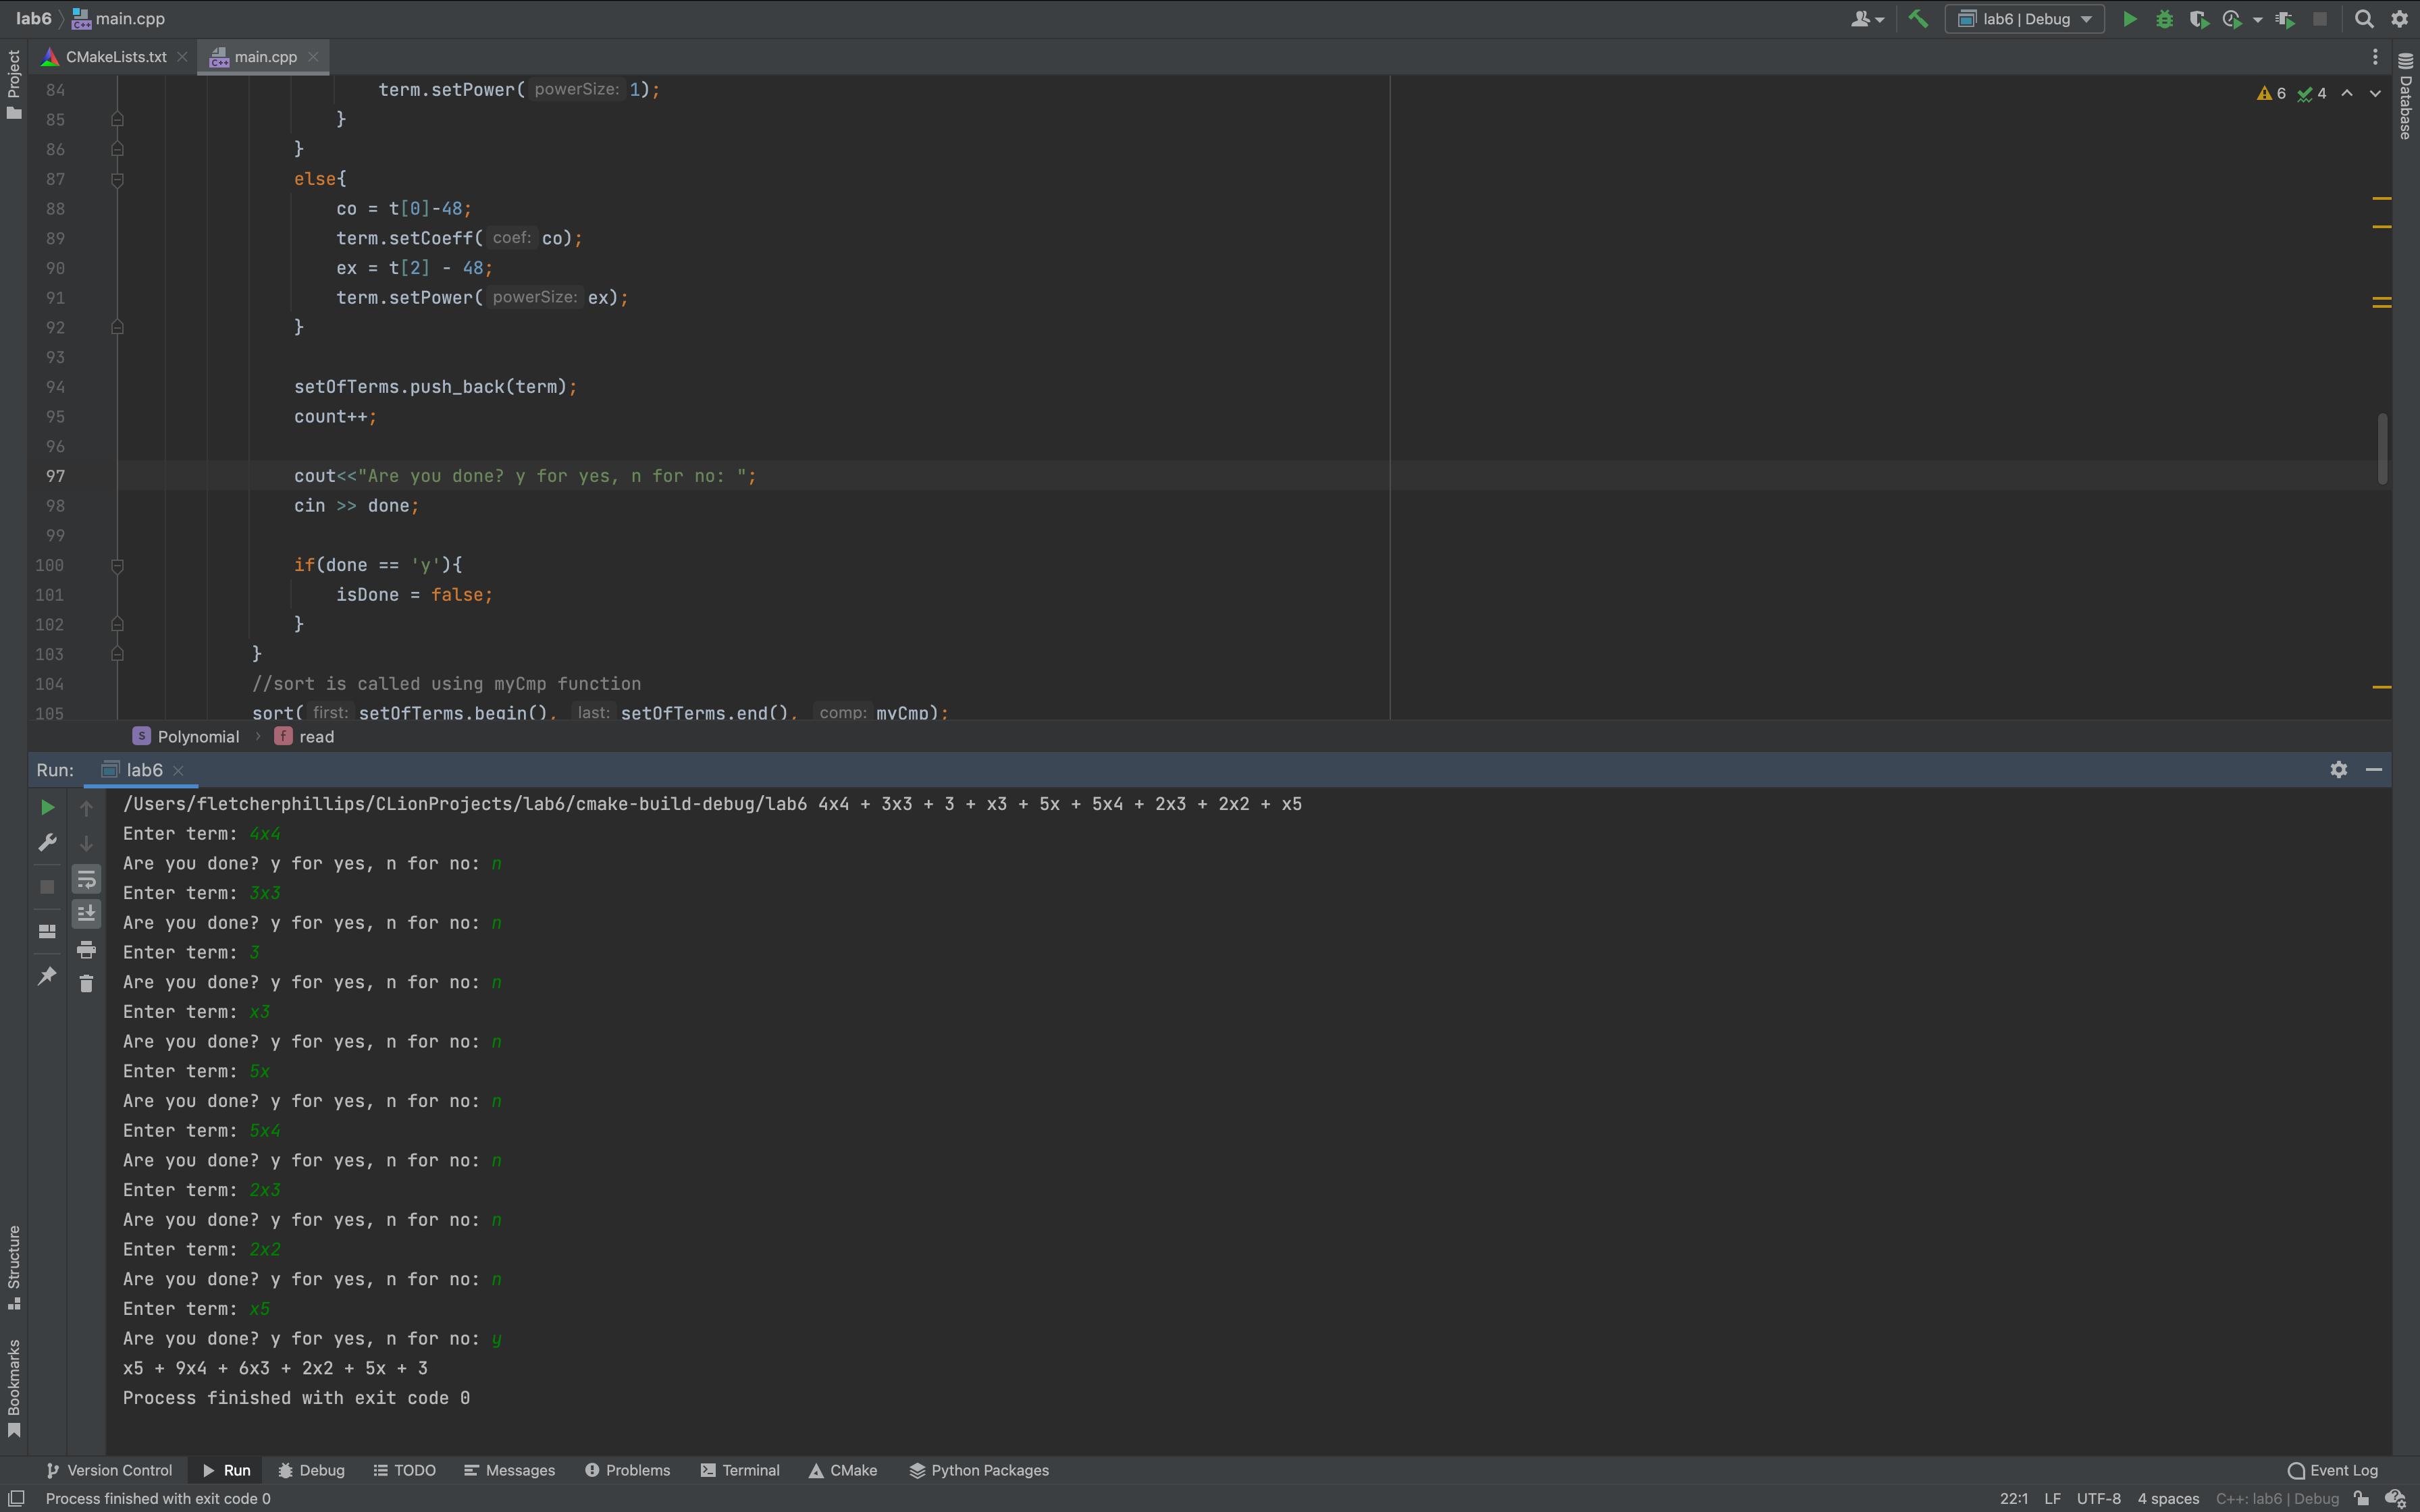 lab6 main.cpp lab6 | Debug
Project
CMakeLists.txt main.cpp
Database
6 4
84 term.setPower( powerSize: 1);
85 }
86 }
87 else{
88 co = t[0]-48;
89 term.setCoeff( coef: co);
90 ex = t[2] - 48;
91 term.setPower( powerSize: ex);
92 }
93
94 setOfTerms.push_back(term);
95 count++;
96
97 cout<<"Are you done? y for yes, n for no: ";
98 cin >> done;
99
100 if(done == 'y'){
101 isDone = false;
102 }
103 }
104 //sort is called using myCmp function
105 sort( first: setOfTerms.begin(), last: setOfTerms.end(), comp: myCmp);
S Polynomial › f read
Run: lab6
/Users/fletcherphillips/CLionProjects/lab6/cmake-build-debug/lab6 4x4 + 3x3 + 3 + x3 + 5x + 5x4 + 2x3 + 2x2 + x5
Enter term: 4x4
Are you done? y for yes, n for no: n
Enter term: 3x3
Are you done? y for yes, n for no: n
Enter term: 3
Are you done? y for yes, n for no: n
Enter term: x3
Are you done? y for yes, n for no: n
Enter term: 5x
Are you done? y for yes, n for no: n
Enter term: 5x4
Are you done? y for yes, n for no: n
Enter term: 2x3
Are you done? y for yes, n for no: n
Enter term: 2x2
Are you done? y for yes, n for no: n
Enter term: x5
Are you done? y for yes, n for no: y
x5 + 9x4 + 6x3 + 2x2 + 5x + 3
Process finished with exit code 0
Structure
Bookmarks
Version Control Run Debug TODO Messages Problems Terminal CMake Python Packages Event Log
Process finished with exit code 0 22:1 LF UTF-8 4 spaces C++: lab6 | Debug